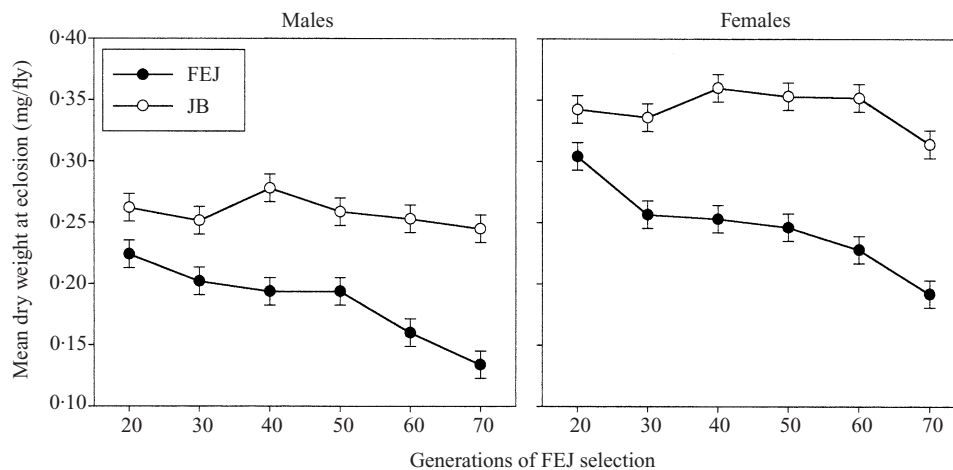 Males
Females
Mean dry weight at eclosion (mg/fly)
0·40
0·35
0·30
0·25
0·20
0·15
0·10
FEJ
JB
20 30 40 50 60 70
20 30 40 50 60 70
Generations of FEJ selection